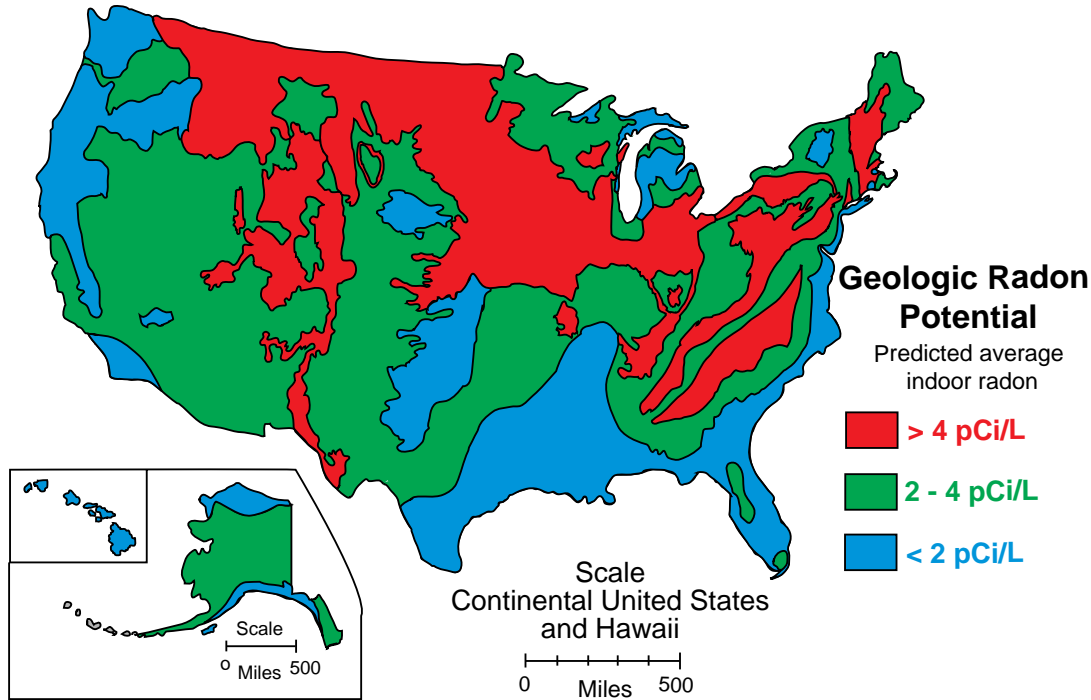 Geologic Radon
Potential
Predicted average
indoor radon
> 4 pCi/L
2 - 4 pCi/L
< 2 pCi/L
Scale
Continental United States
and Hawaii
0 500
Miles
Scale
0 500
Miles